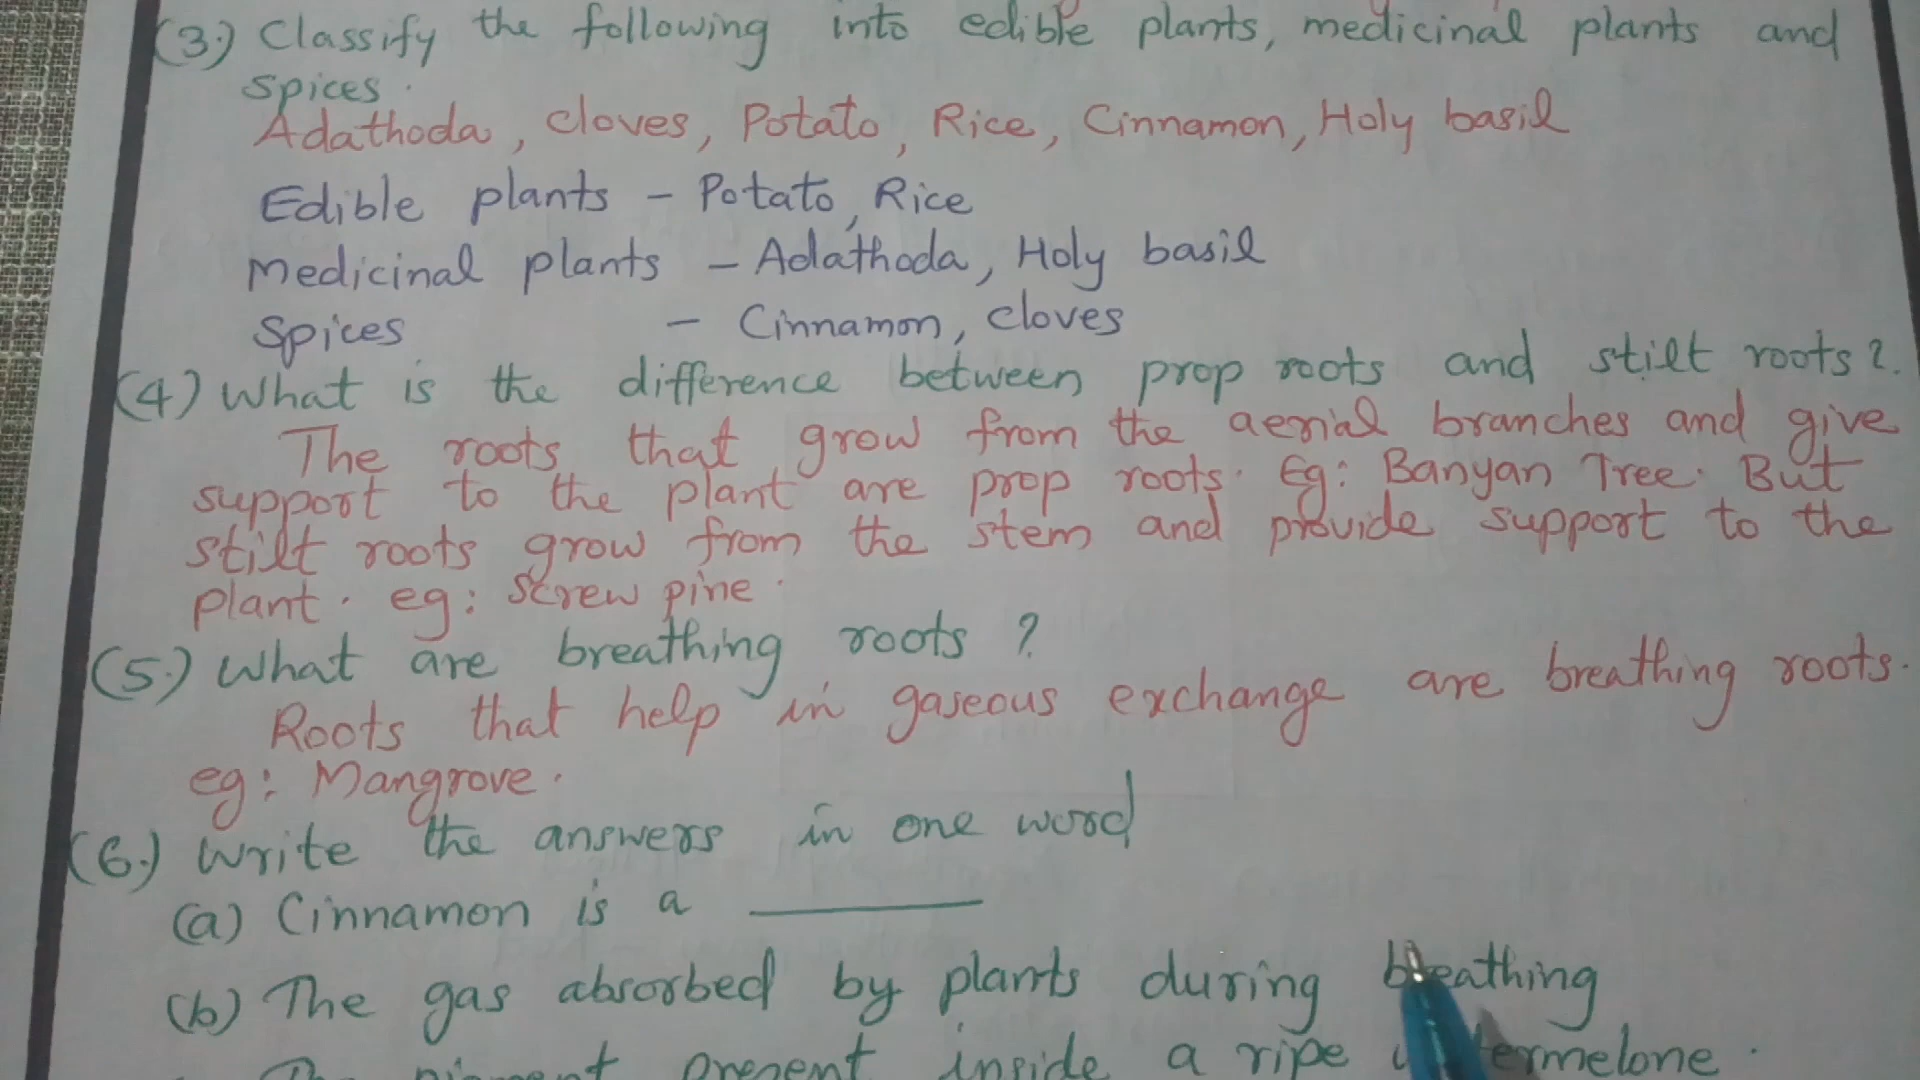 (3.) Classify the following into edible plants, medicinal plants and
spices.
Adathoda, cloves, Potato, Rice, Cinnamon, Holy basil
Edible plants - Potato, Rice
Medicinal plants - Adathoda, Holy basil
Spices - Cinnamon, cloves
(4) What is the difference between prop roots and stilt roots?
The roots that grow from the aerial branches and give
support to the plant are prop roots. Eg: Banyan Tree. But
stilt roots grow from the stem and provide support to the
plant. eg: Screw pine.
(5.) What are breathing roots?
Roots that help in gaseous exchange are breathing roots.
eg: Mangrove.
(6.) Write the answers in one word
(a) Cinnamon is a ________
(b) The gas absorbed by plants during breathing
present inside a ripe